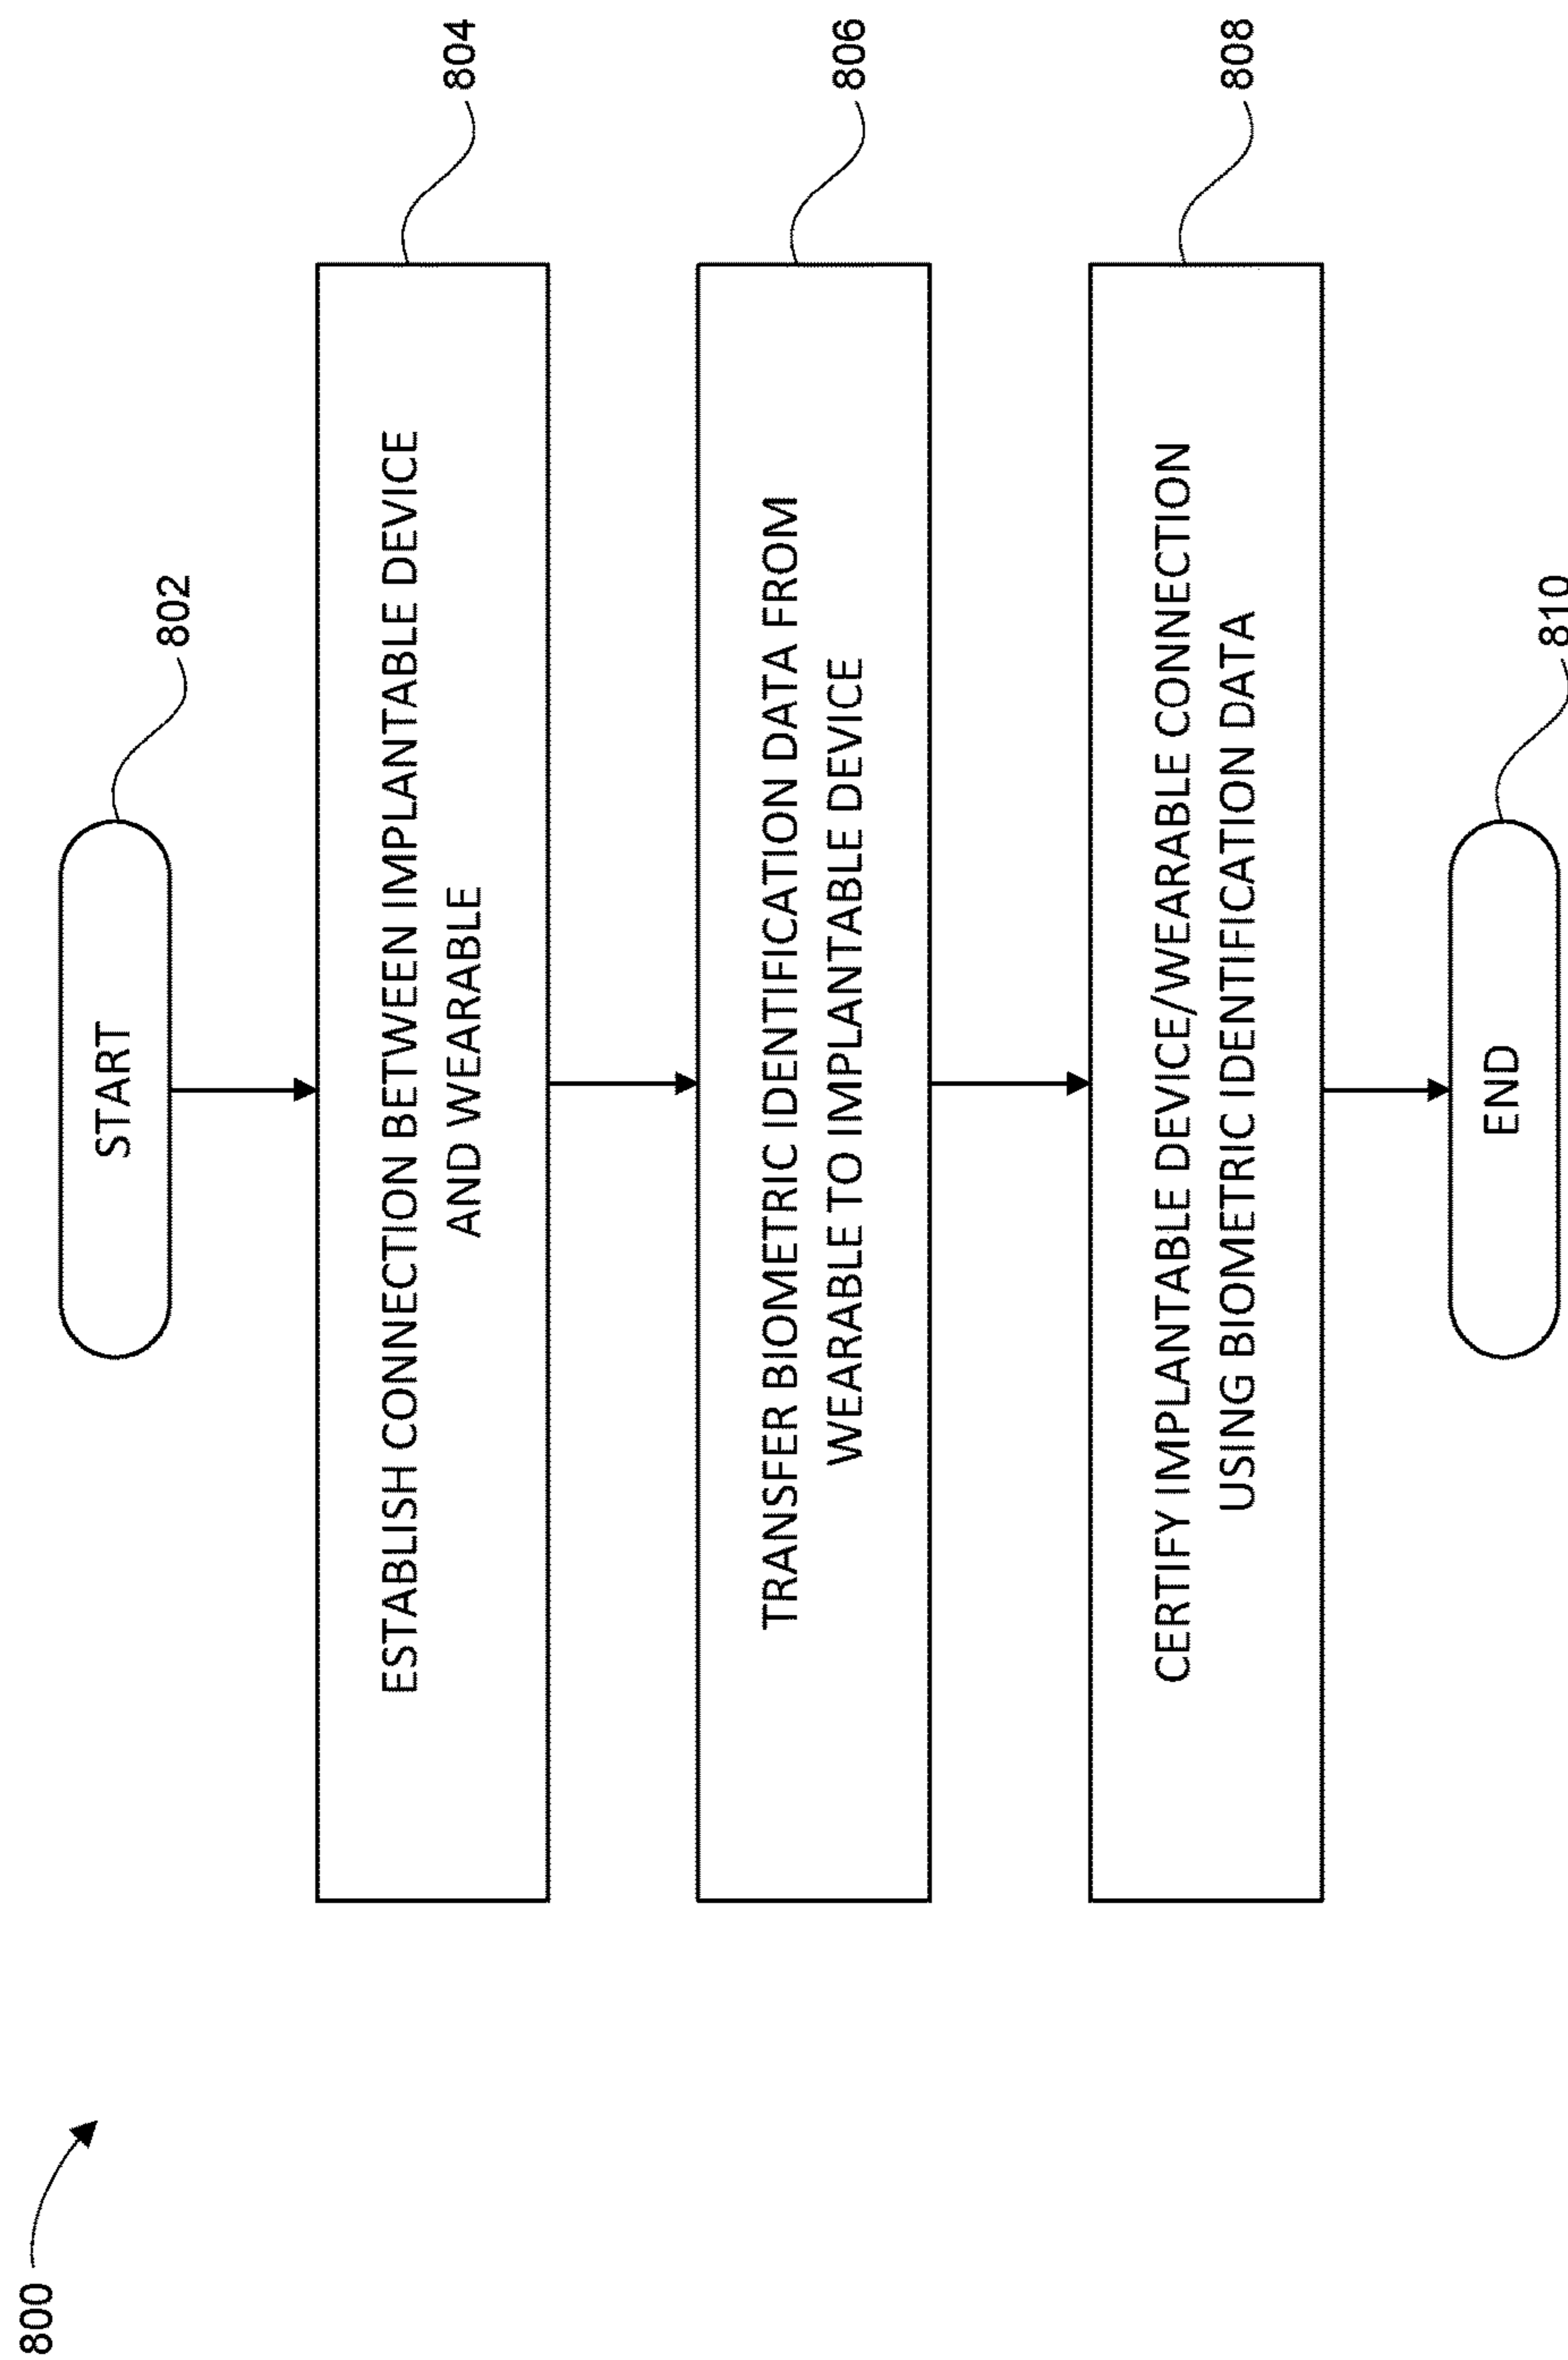 800
START
802
ESTABLISH CONNECTION BETWEEN IMPLANTABLE DEVICE
AND WEARABLE
804
TRANSFER BIOMETRIC IDENTIFICATION DATA FROM
WEARABLE TO IMPLANTABLE DEVICE
806
CERTIFY IMPLANTABLE DEVICE/WEARABLE CONNECTION
USING BIOMETRIC IDENTIFICATION DATA
808
END
810